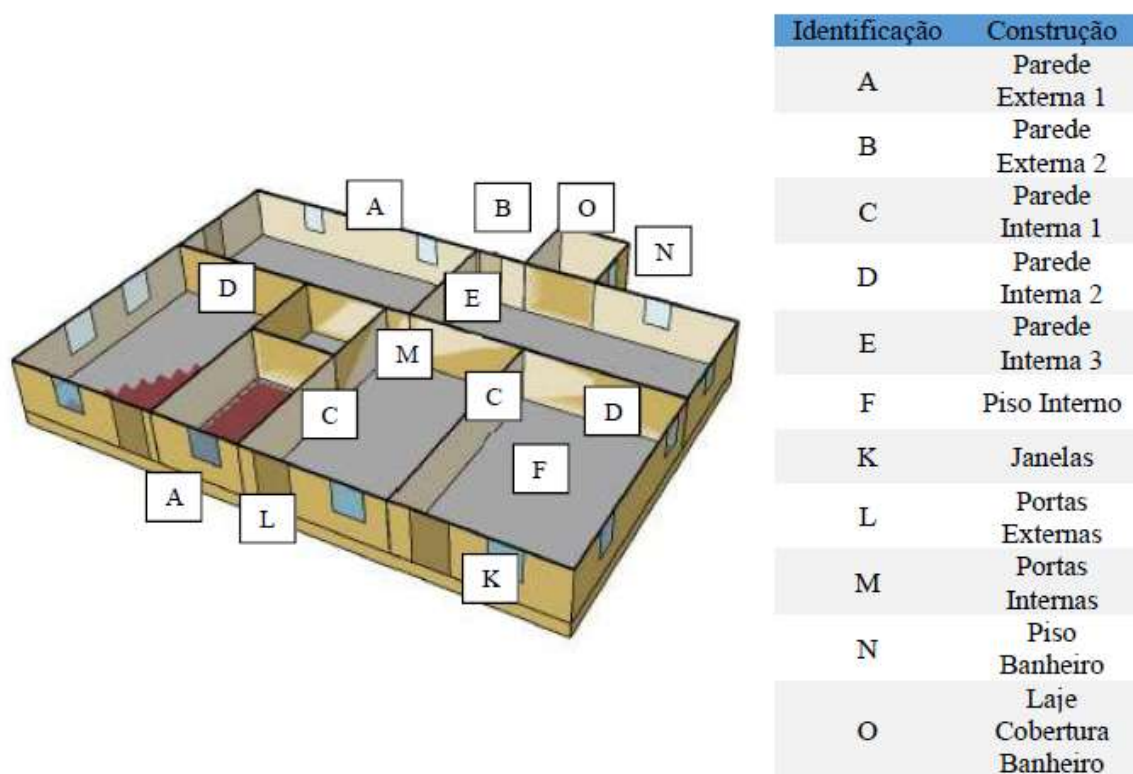 A
B
O
N
D
E
M
C
C
D
F
A
L
K
Identificação Construção
A Parede
Externa 1
B Parede
Externa 2
C Parede
Interna 1
D Parede
Interna 2
E Parede
Interna 3
F Piso Interno
K Janelas
L Portas
Externas
M Portas
Internas
N Piso
Banheiro
O Laje
Cobertura
Banheiro